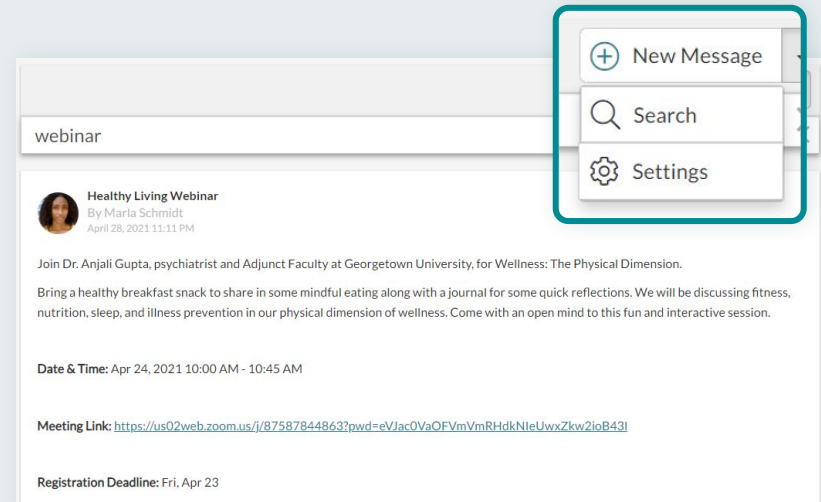 New Message
Search
Settings
webinar
Healthy Living Webinar
By Marla Schmidt
April 28, 2021 11:11 PM
Join Dr. Anjali Gupta, psychiatrist and Adjunct Faculty at Georgetown University, for Wellness: The Physical Dimension.
Bring a healthy breakfast snack to share in some mindful eating along with a journal for some quick reflections. We will be discussing fitness,
nutrition, sleep, and illness prevention in our physical dimension of wellness. Come with an open mind to this fun and interactive session.
Date & Time: Apr 24, 2021 10:00 AM - 10:45 AM
Meeting Link: https://us02web.zoom.us/j/87587844863?pwd=eVJac0VaOFVmVmRHdkNIeUwxZkw2ioB43I
Registration Deadline: Fri, Apr 23